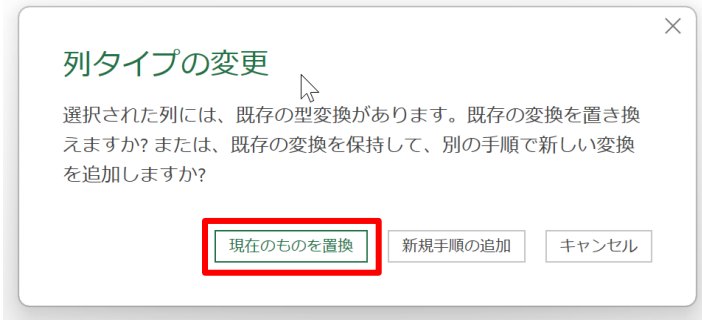 列タイプの変更
選択された列には、既存の型変換があります。既存の変換を置き換
えますか? または、既存の変換を保持して、別の手順で新しい変換
を追加しますか?
現在のものを置換 新規手順の追加 キャンセル